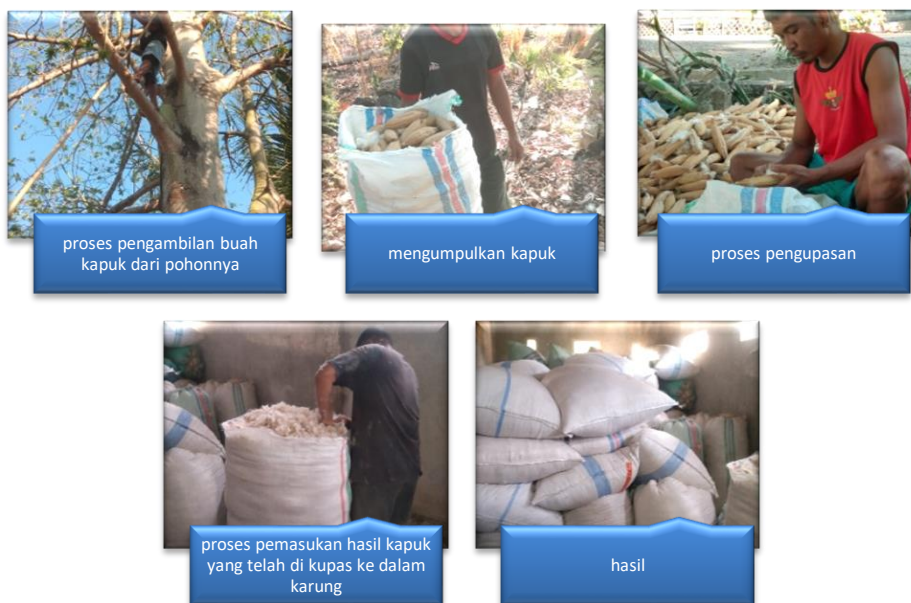 proses pengambilan buah
kapuk dari pohonnya
mengumpulkan kapuk
proses pengupasan
proses pemasukan hasil kapuk
yang telah di kupas ke dalam
karung
hasil